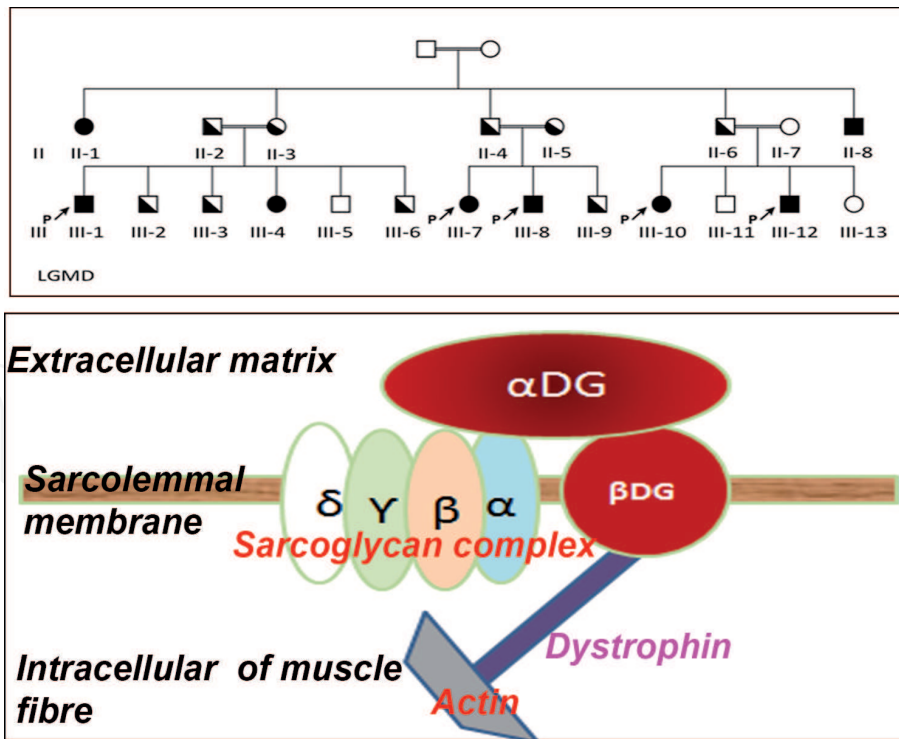 II II-1 II-2 II-3 II-4 II-5 II-6 II-7 II-8
P P P P P
III III-1 III-2 III-3 III-4 III-5 III-6 III-7 III-8 III-9 III-10 III-11 III-12 III-13
LGMD
Extracellular matrix
αDG
Sarcolemmal
membrane
δ γ β α
βDG
Sarcoglycan complex
Dystrophin
Intracellular of muscle
fibre
Actin